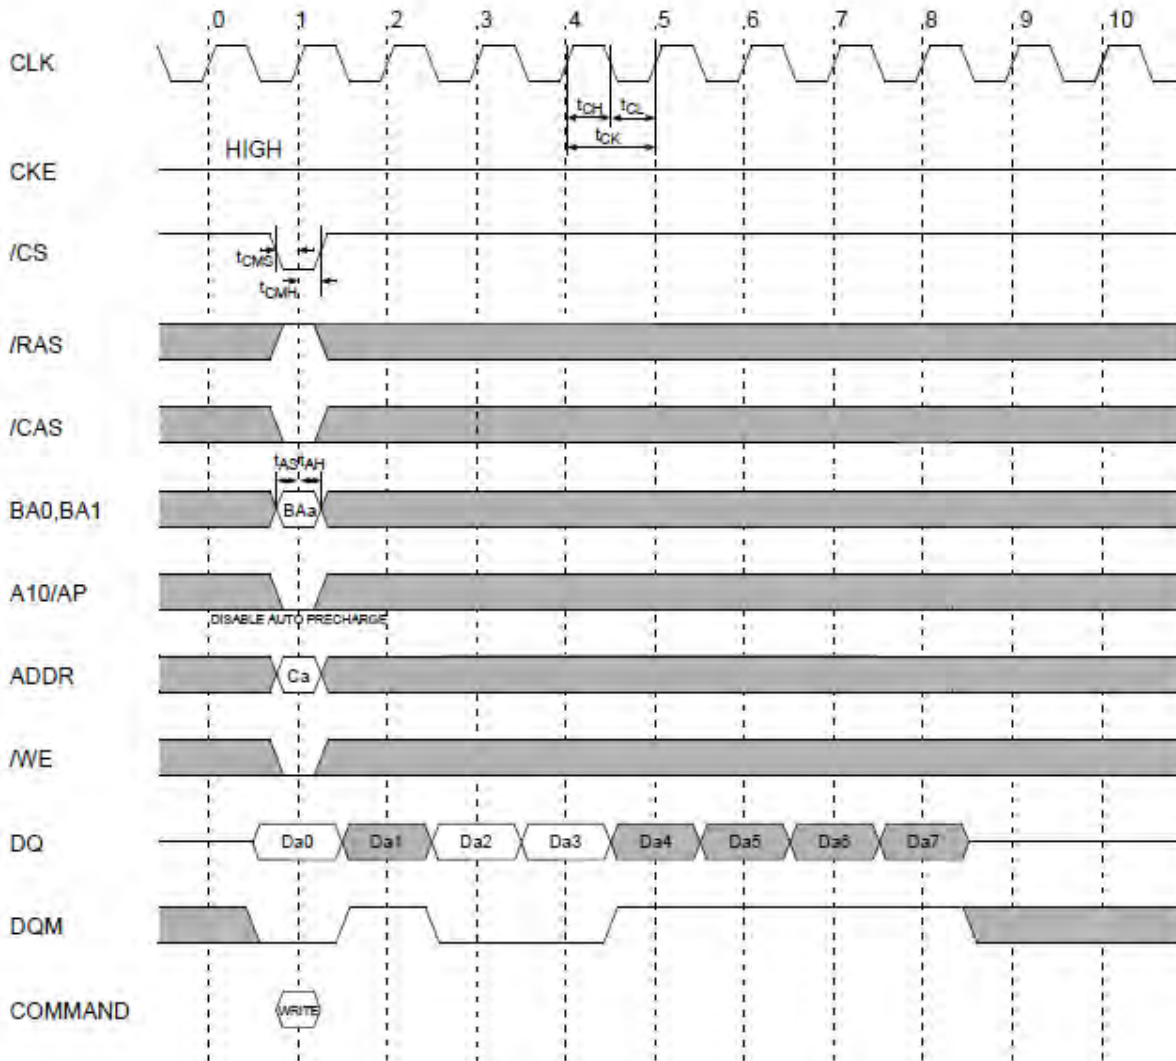 0 1 2 3 4 5 6 7 8 9 10
CLK
tCH tCL
tCK
HIGH
CKE
/CS
tCMS
tCMH
/RAS
/CAS
tAS tAH
BA0,BA1 BAa
A10/AP
DISABLE AUTO PRECHARGE
ADDR Ca
/WE
DQ Da0 Da1 Da2 Da3 Da4 Da5 Da6 Da7
DQM
COMMAND WRITE